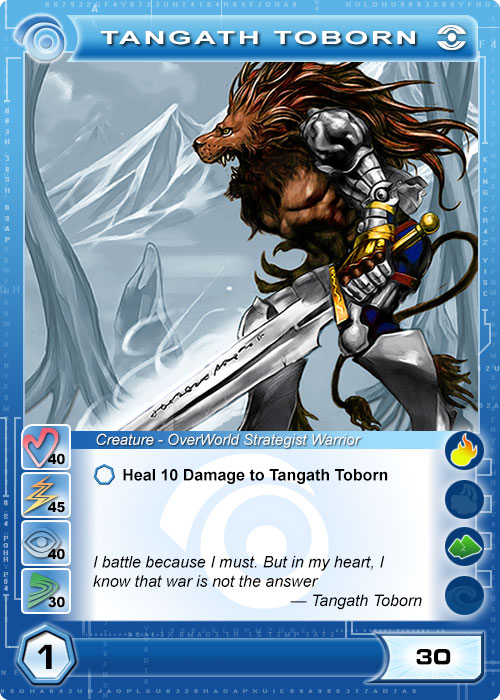 TANGATH TOBORN
Creature - OverWorld Strategist Warrior
40
45
40
30
Heal 10 Damage to Tangath Toborn
I battle because I must. But in my heart, I
know that war is not the answer
— Tangath Toborn
1
30